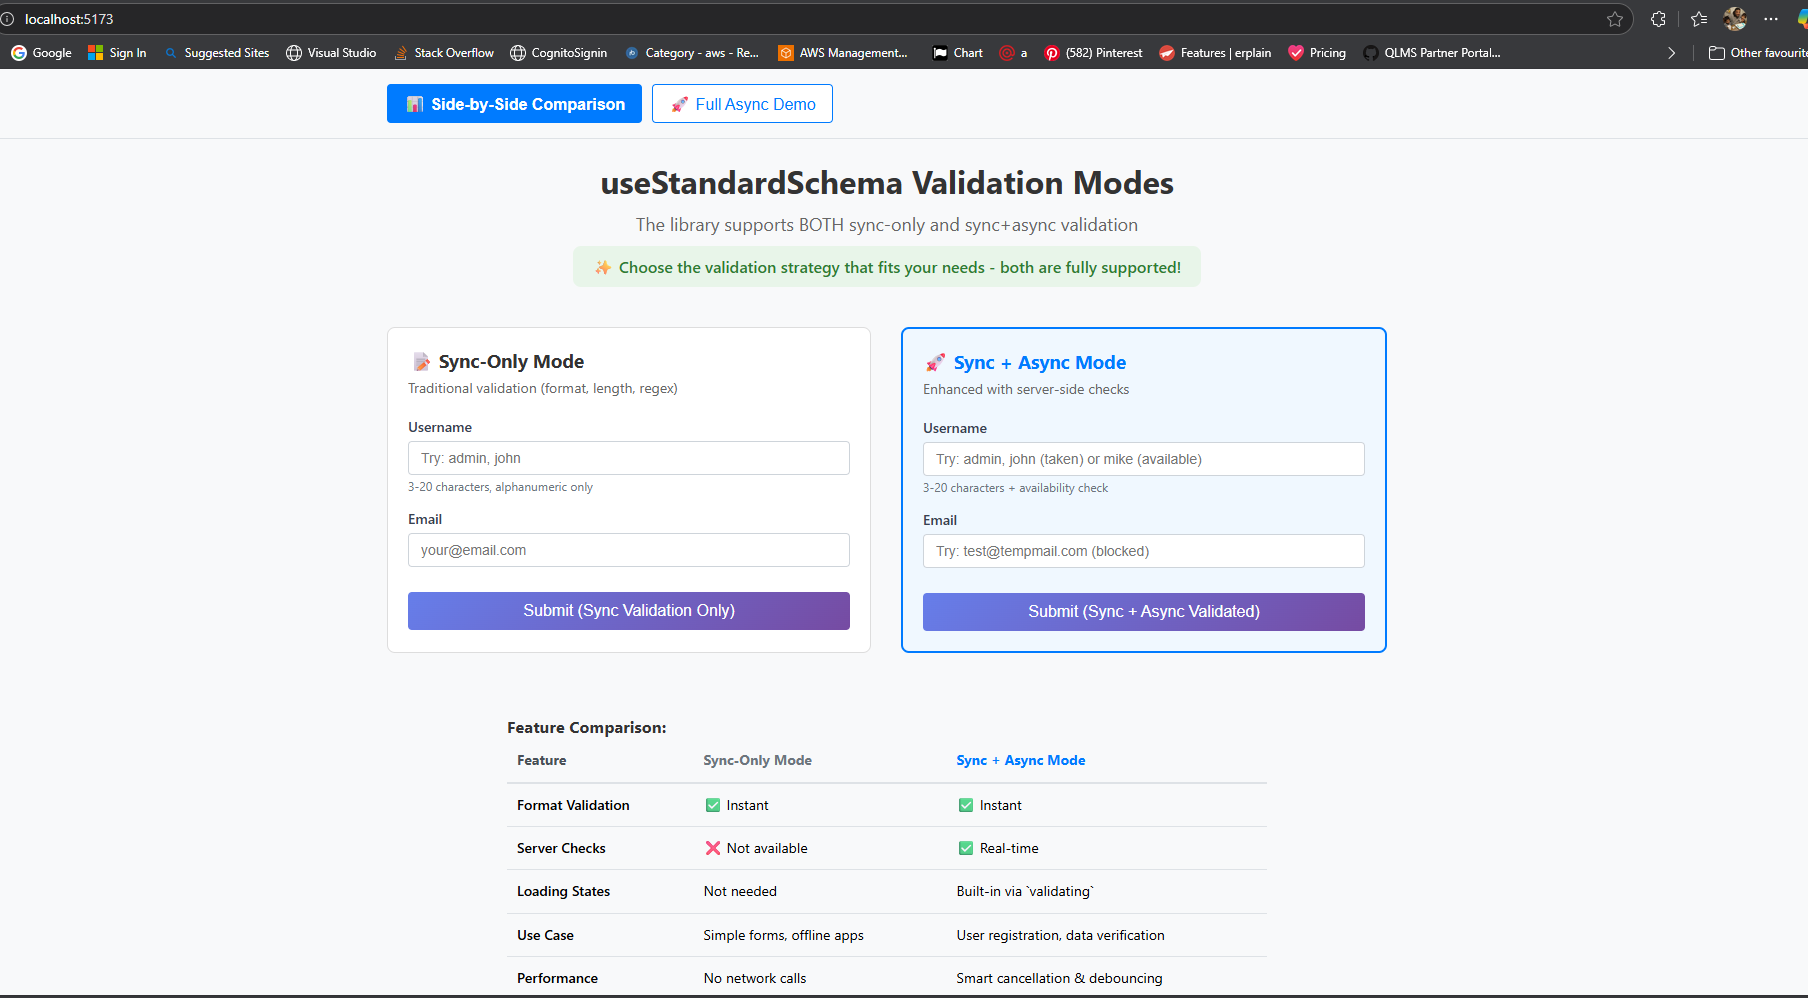 localhost:5173
Google
Sign In
Suggested Sites
Visual Studio
Stack Overflow
CognitoSignin
Category - aws - Re...
AWS Management...
Chart
a
(582) Pinterest
Features | erplain
Pricing
QLMS Partner Portal...
Other favourite
Side-by-Side Comparison
Full Async Demo
useStandardSchema Validation Modes
The library supports BOTH sync-only and sync+async validation
✨ Choose the validation strategy that fits your needs - both are fully supported!
Sync-Only Mode
Traditional validation (format, length, regex)
Username
Try: admin, john
3-20 characters, alphanumeric only
Email
your@email.com
Submit (Sync Validation Only)
Sync + Async Mode
Enhanced with server-side checks
Username
Try: admin, john (taken) or mike (available)
3-20 characters + availability check
Email
Try: test@tempmail.com (blocked)
Submit (Sync + Async Validated)
Feature Comparison:
Feature Sync-Only Mode Sync + Async Mode
Format Validation ✅ Instant ✅ Instant
Server Checks ❌ Not available ✅ Real-time
Loading States Not needed Built-in via `validating`
Use Case Simple forms, offline apps User registration, data verification
Performance No network calls Smart cancellation & debouncing